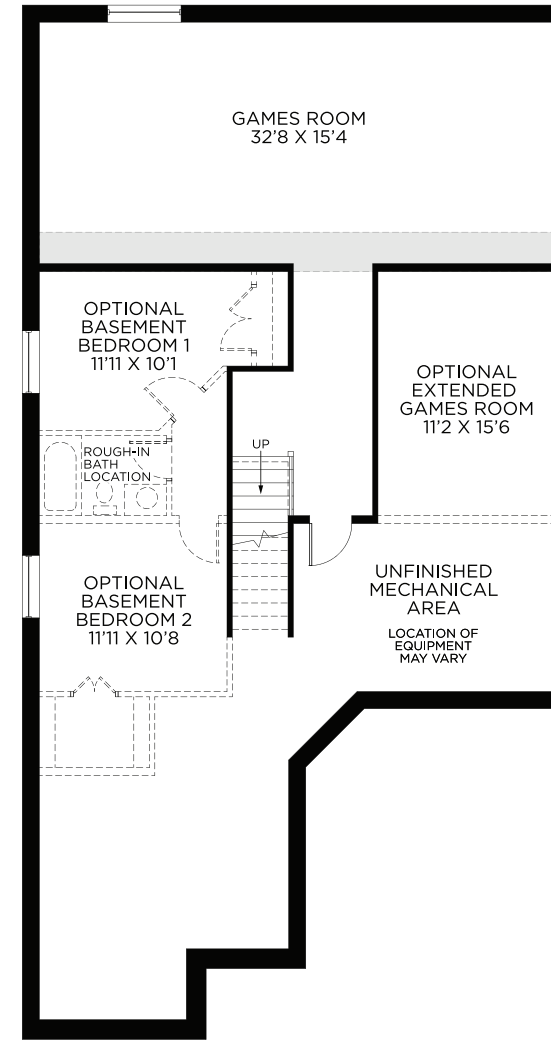 GAMES ROOM
32'8 X 15'4
OPTIONAL
BASEMENT
BEDROOM 1
11'11 X 10'1
OPTIONAL
EXTENDED
GAMES ROOM
11'2 X 15'6
ROUGH-IN
BATH
LOCATION
UP
OPTIONAL
BASEMENT
BEDROOM 2
11'11 X 10'8
UNFINISHED
MECHANICAL
AREA
LOCATION OF
EQUIPMENT
MAY VARY